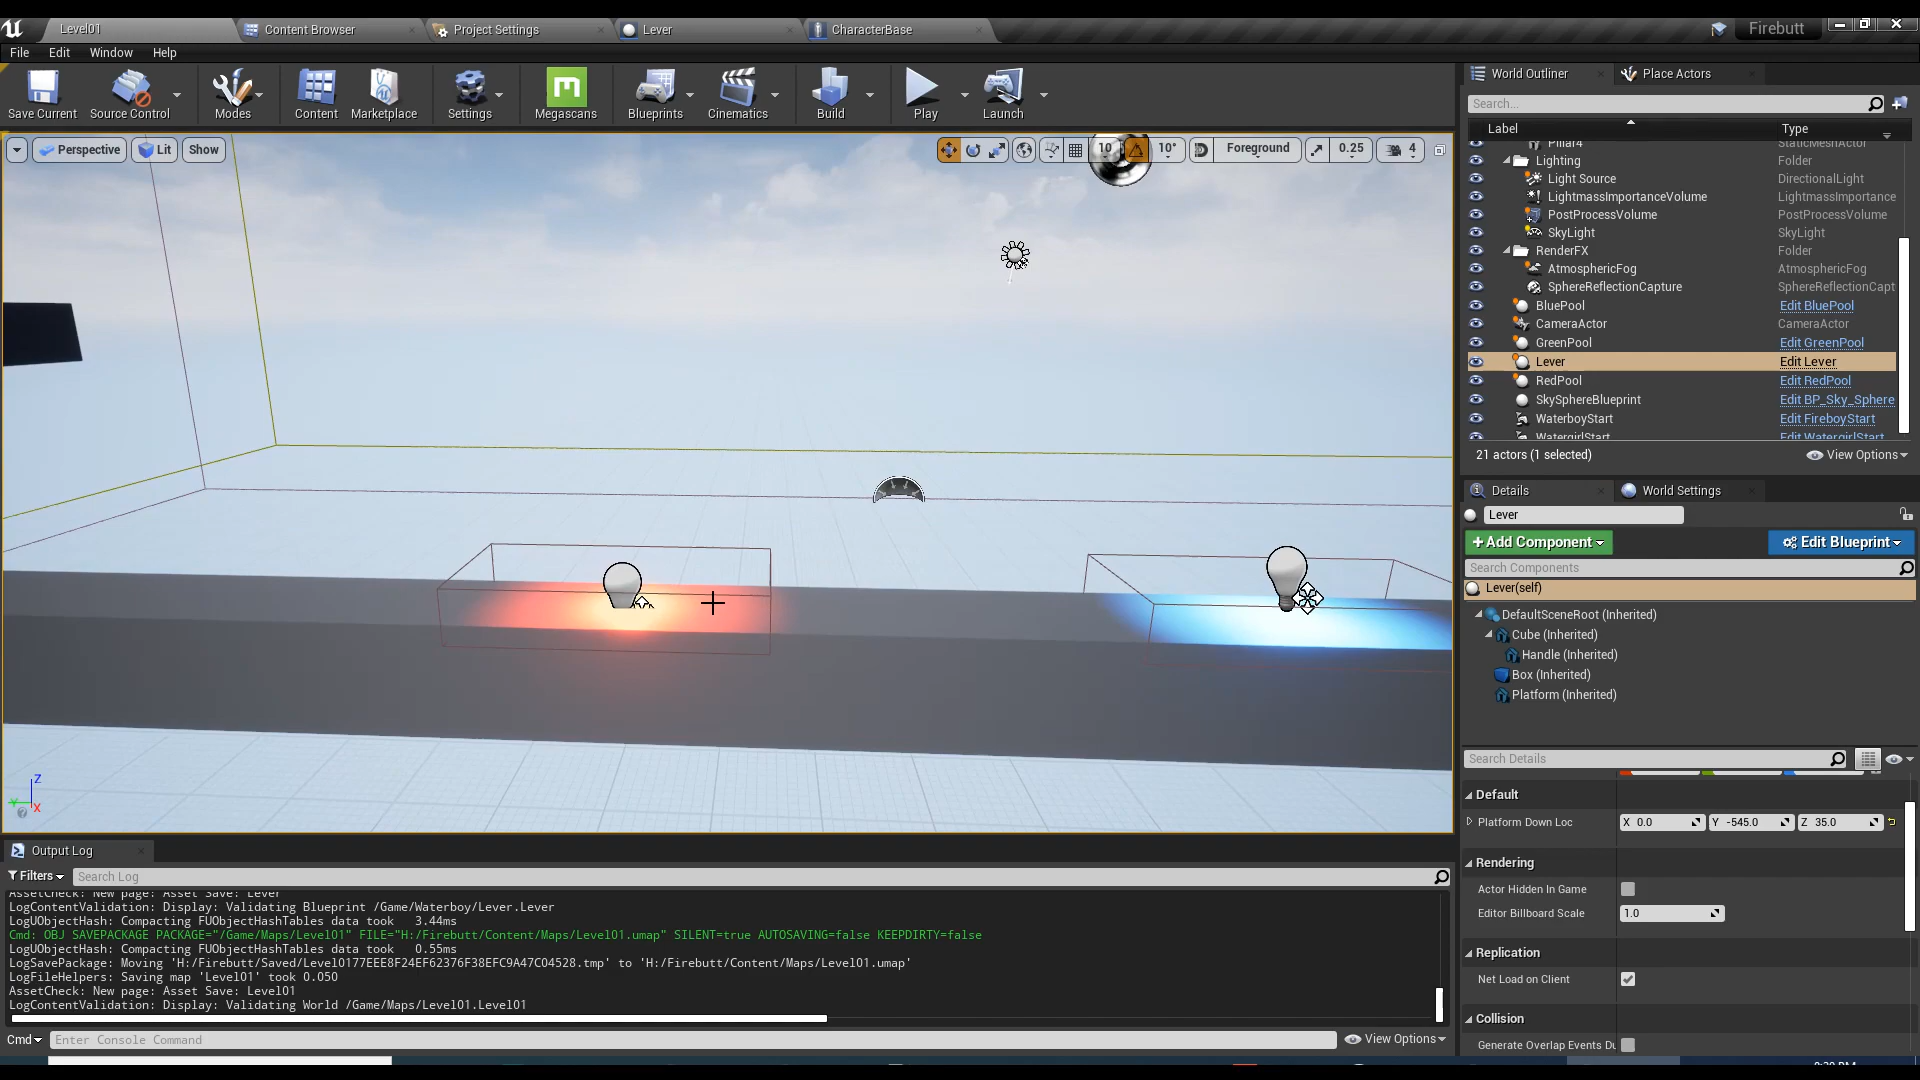 Level01
Content Browser
Project Settings
Lever
CharacterBase
Firebutt
File Edit Window Help
Save Current
Source Control
Modes
Content
Marketplace
Settings
Megascans
Blueprints
Cinematics
Build
Play
Launch
Perspective
Lit
Show
10
10°
Foreground
0.25
4
World Outliner
Place Actors
Search...
Label Type
Pillar4 StaticMeshActor
Lighting Folder
Light Source DirectionalLight
LightmassImportanceVolume LightmassImportance
PostProcessVolume PostProcessVolume
SkyLight SkyLight
RenderFX Folder
AtmosphericFog AtmosphericFog
SphereReflectionCapture SphereReflectionCapt
BluePool Edit BluePool
CameraActor CameraActor
GreenPool Edit GreenPool
Lever Edit Lever
RedPool Edit RedPool
SkySphereBlueprint Edit BP_Sky_Sphere
WaterboyStart Edit FireboyStart
WatergirlStart Edit WatergirlStart
21 actors (1 selected) View Options
Details
World Settings
Lever
+Add Component Edit Blueprint
Search Components
Lever(self)
DefaultSceneRoot (Inherited)
Cube (Inherited)
Handle (Inherited)
Box (Inherited)
Platform (Inherited)
Search Details
Default
Platform Down Loc X 0.0 Y -545.0 Z 35.0
Rendering
Actor Hidden In Game
Editor Billboard Scale 1.0
Replication
Net Load on Client
Collision
Generate Overlap Events Du
Z
Y
X
Output Log
Filters Search Log
AssetCheck: New page: Asset Save: Lever
LogContentValidation: Display: Validating Blueprint /Game/Waterboy/Lever.Lever
LogUObjectHash: Compacting FUObjectHashTables data took 3.44ms
Cmd: OBJ SAVEPACKAGE PACKAGE="/Game/Maps/Level01" FILE="H:/Firebutt/Content/Maps/Level01.umap" SILENT=true AUTOSAVING=false KEEPDIRTY=false
LogUObjectHash: Compacting FUObjectHashTables data took 0.55ms
LogSavePackage: Moving 'H:/Firebutt/Saved/Level0177EEE8F24EF62376F38EFC9A47C04528.tmp' to 'H:/Firebutt/Content/Maps/Level01.umap'
LogFileHelpers: Saving map 'Level01' took 0.050
AssetCheck: New page: Asset Save: Level01
LogContentValidation: Display: Validating World /Game/Maps/Level01.Level01
Cmd Enter Console Command View Options